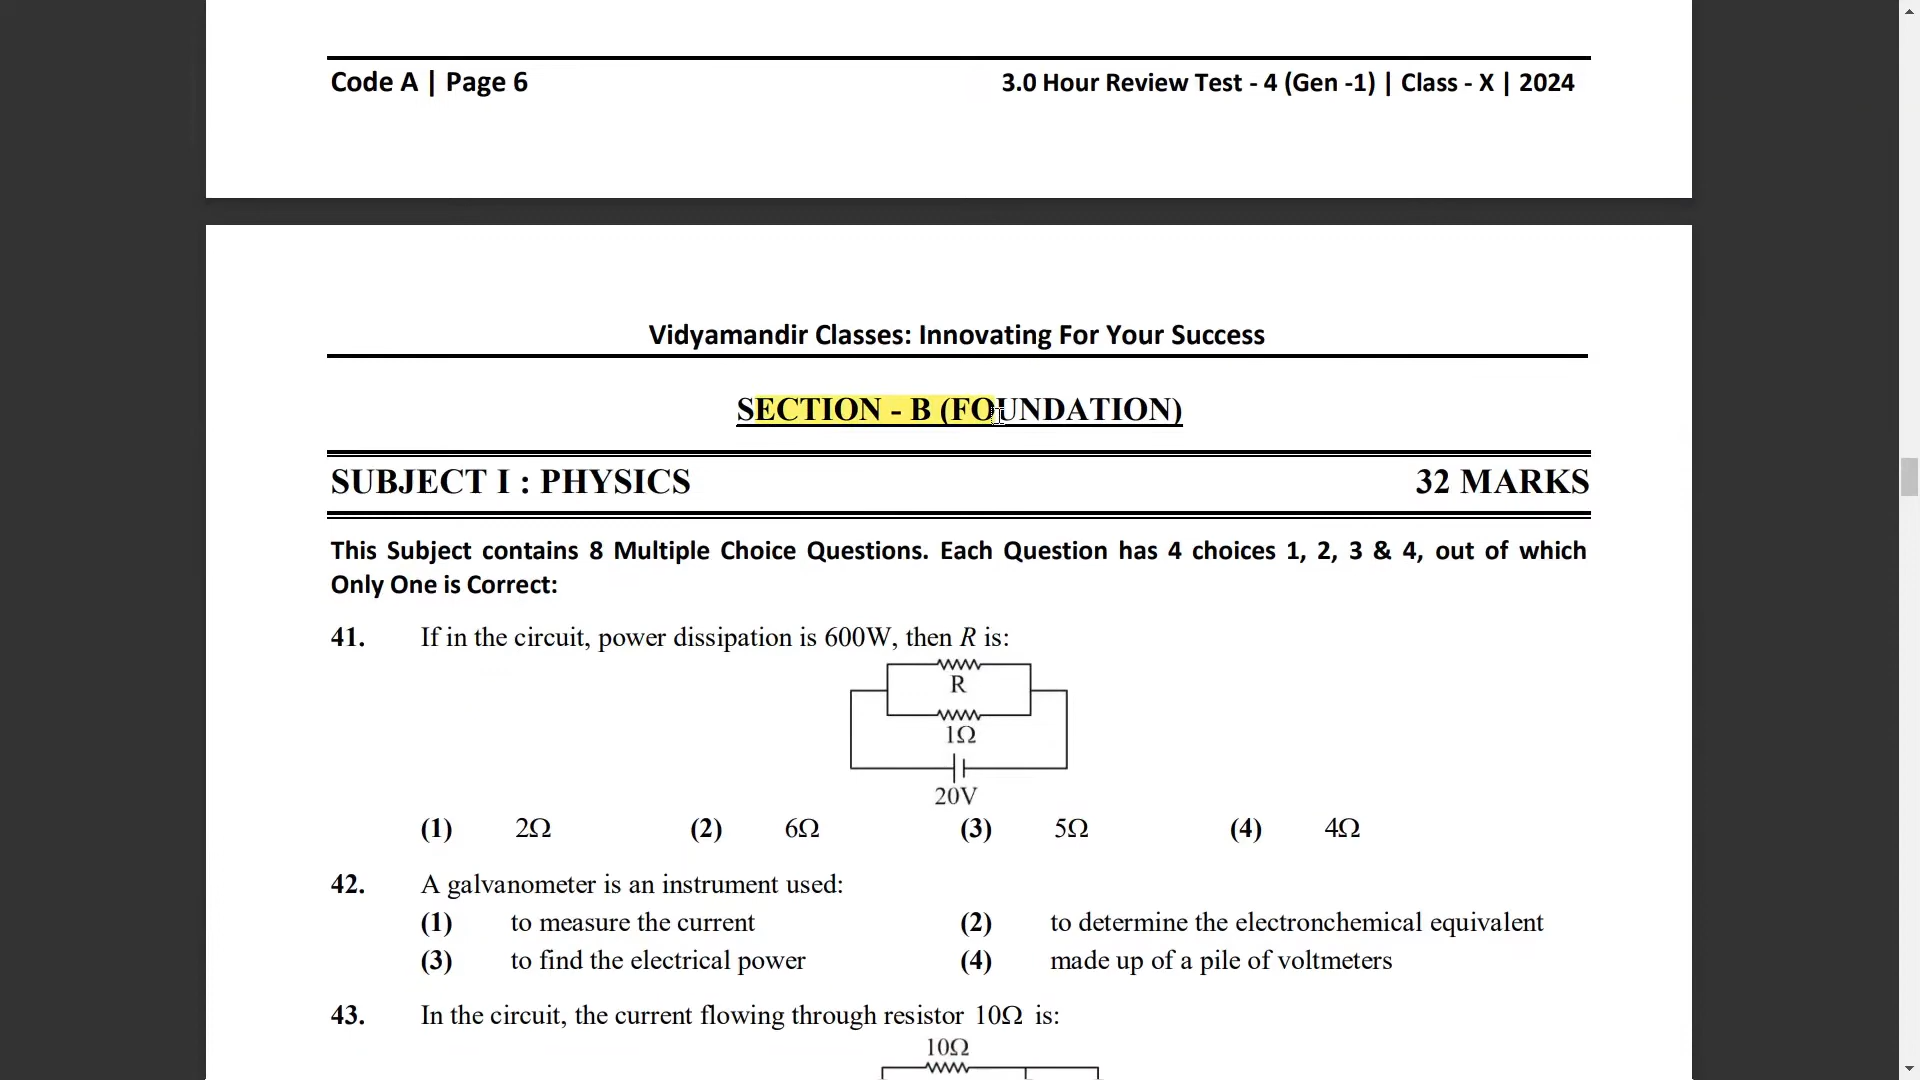 Code A | Page 6 3.0 Hour Review Test - 4 (Gen -1) | Class - X | 2024
Vidyamandir Classes: Innovating For Your Success
SECTION - B (FOUNDATION)
SUBJECT I : PHYSICS 32 MARKS
This Subject contains 8 Multiple Choice Questions. Each Question has 4 choices 1, 2, 3 & 4, out of which
Only One is Correct:
41. If in the circuit, power dissipation is 600W, then R is:
R
1Ω
20V
(1) 2Ω (2) 6Ω (3) 5Ω (4) 4Ω
42. A galvanometer is an instrument used:
(1) to measure the current (2) to determine the electronchemical equivalent
(3) to find the electrical power (4) made up of a pile of voltmeters
43. In the circuit, the current flowing through resistor 10Ω is:
10Ω